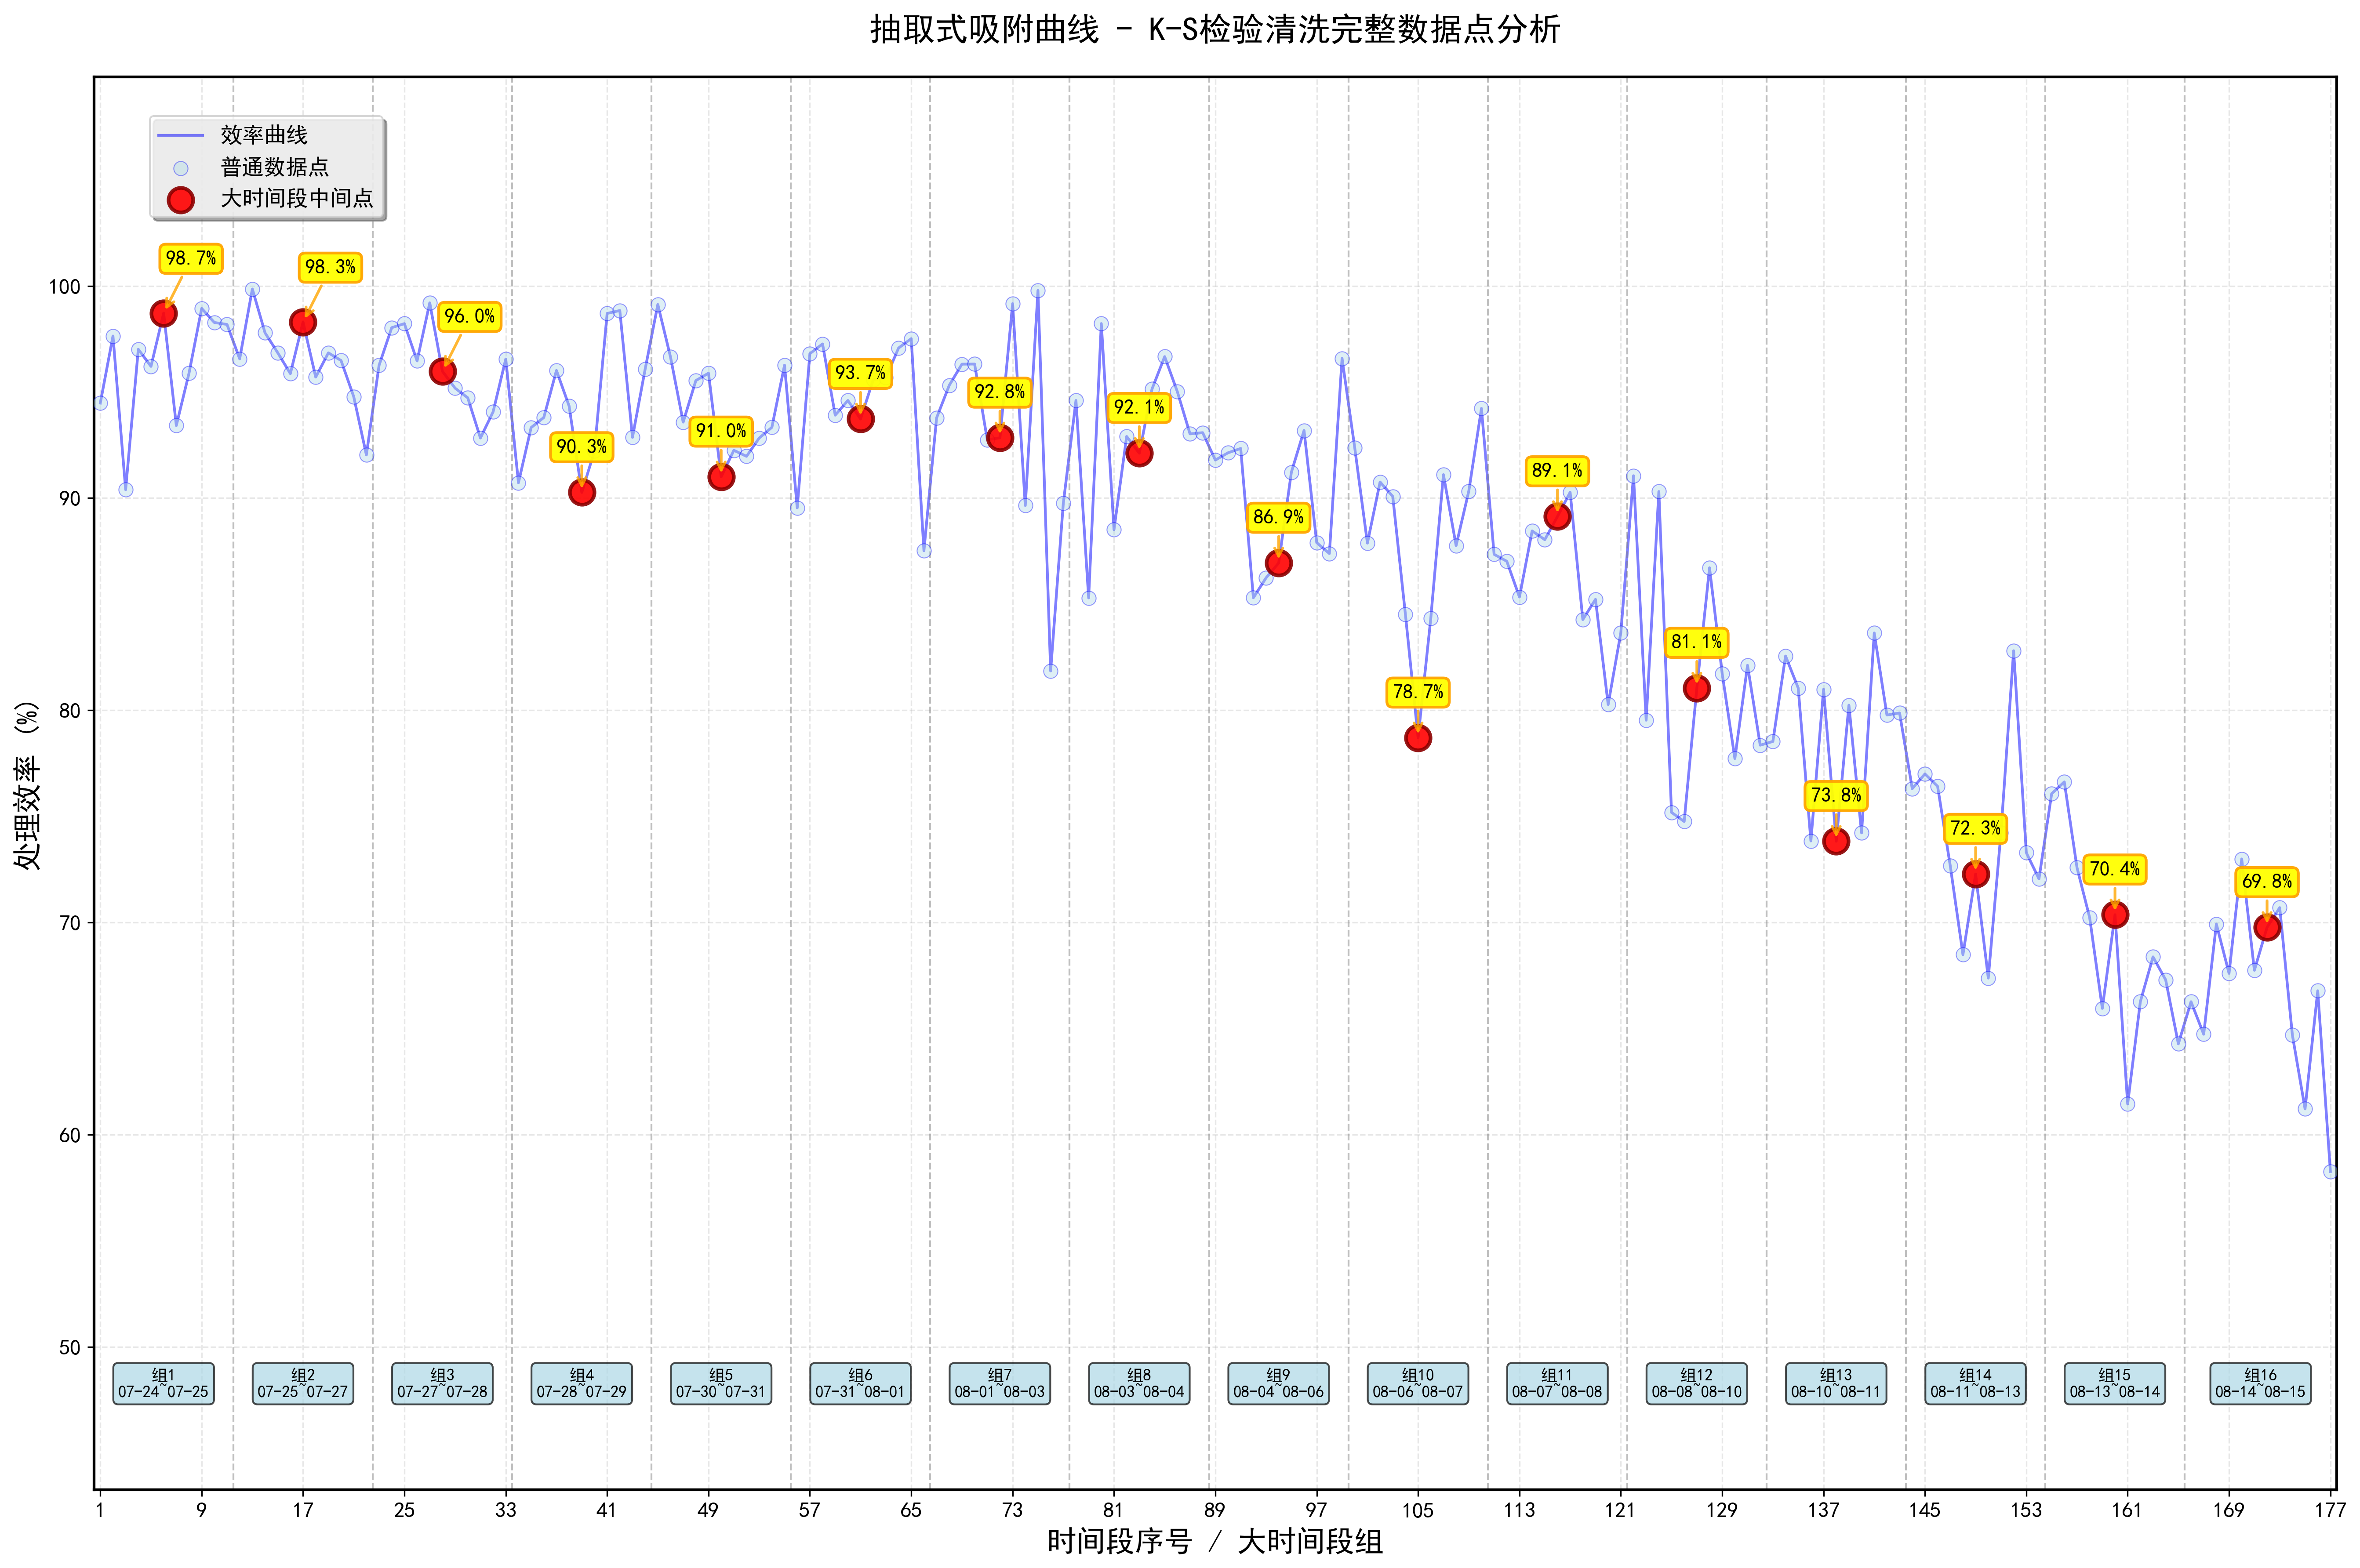 抽取式吸附曲线 - K-S检验清洗完整数据点分析
效率曲线
普通数据点
大时间段中间点
98.7%
98.3%
96.0%
90.3%
91.0%
93.7%
92.8%
92.1%
86.9%
78.7%
89.1%
81.1%
73.8%
72.3%
70.4%
69.8%
处理效率 (%)
100
90
80
70
60
50
组1
07-24~07-25
组2
07-25~07-27
组3
07-27~07-28
组4
07-28~07-29
组5
07-30~07-31
组6
07-31~08-01
组7
08-01~08-03
组8
08-03~08-04
组9
08-04~08-06
组10
08-06~08-07
组11
08-07~08-08
组12
08-08~08-10
组13
08-10~08-11
组14
08-11~08-13
组15
08-13~08-14
组16
08-14~08-15
1 9 17 25 33 41 49 57 65 73 81 89 97 105 113 121 129 137 145 153 161 169 177
时间段序号 / 大时间段组